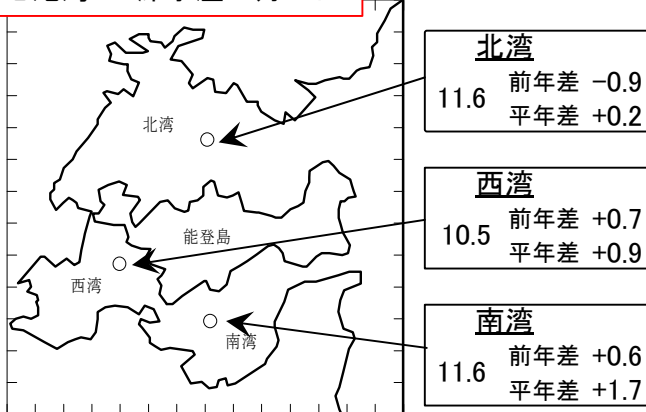 北湾
11.6 前年差 -0.9
平年差 +0.2
西湾
10.5 前年差 +0.7
平年差 +0.9
南湾
11.6 前年差 +0.6
平年差 +1.7
北湾
能登島
西湾
南湾